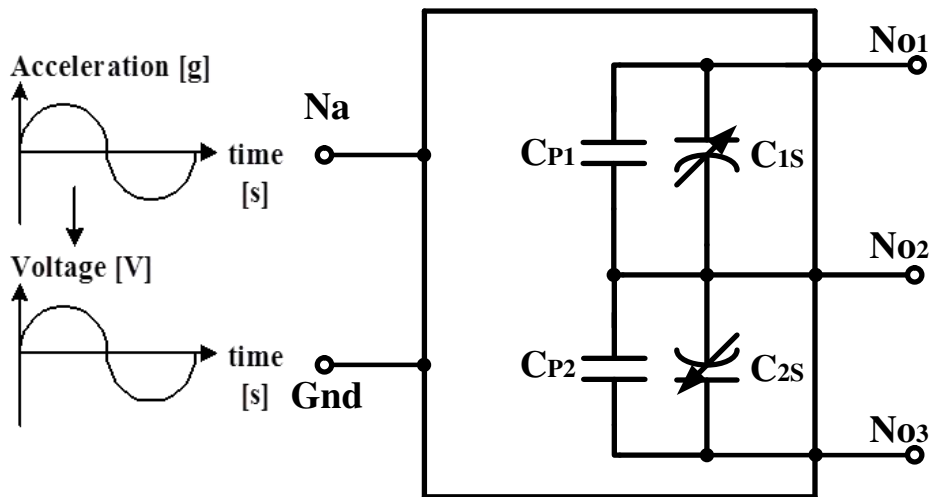 Acceleration [g]
time
[s]
Voltage [V]
time
[s]
Na
Gnd
CP1
C1S
CP2
C2S
No1
No2
No3